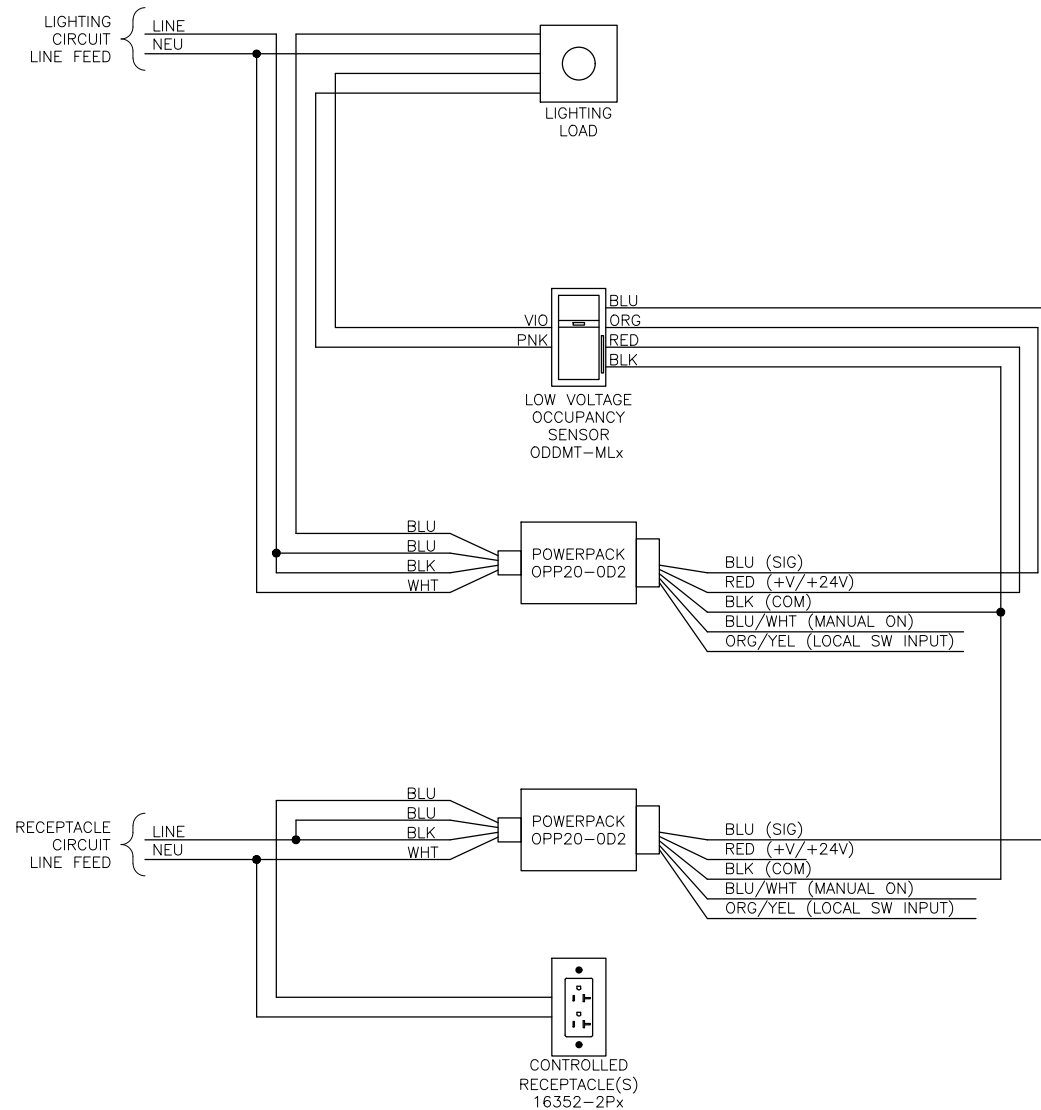 LIGHTING
CIRCUIT
LINE FEED
LINE
NEU
LIGHTING
LOAD
VIO
PNK
BLU
ORG
RED
BLK
LOW VOLTAGE
OCCUPANCY
SENSOR
ODDMT-MLx
BLU
BLU
BLK
WHT
POWERPACK
OPP20-0D2
BLU (SIG)
RED (+V/+24V)
BLK (COM)
BLU/WHT (MANUAL ON)
ORG/YEL (LOCAL SW INPUT)
RECEPTACLE
CIRCUIT
LINE FEED
LINE
NEU
BLU
BLU
BLK
WHT
POWERPACK
OPP20-0D2
BLU (SIG)
RED (+V/+24V)
BLK (COM)
BLU/WHT (MANUAL ON)
ORG/YEL (LOCAL SW INPUT)
CONTROLLED
RECEPTACLE(S)
16352-2Px